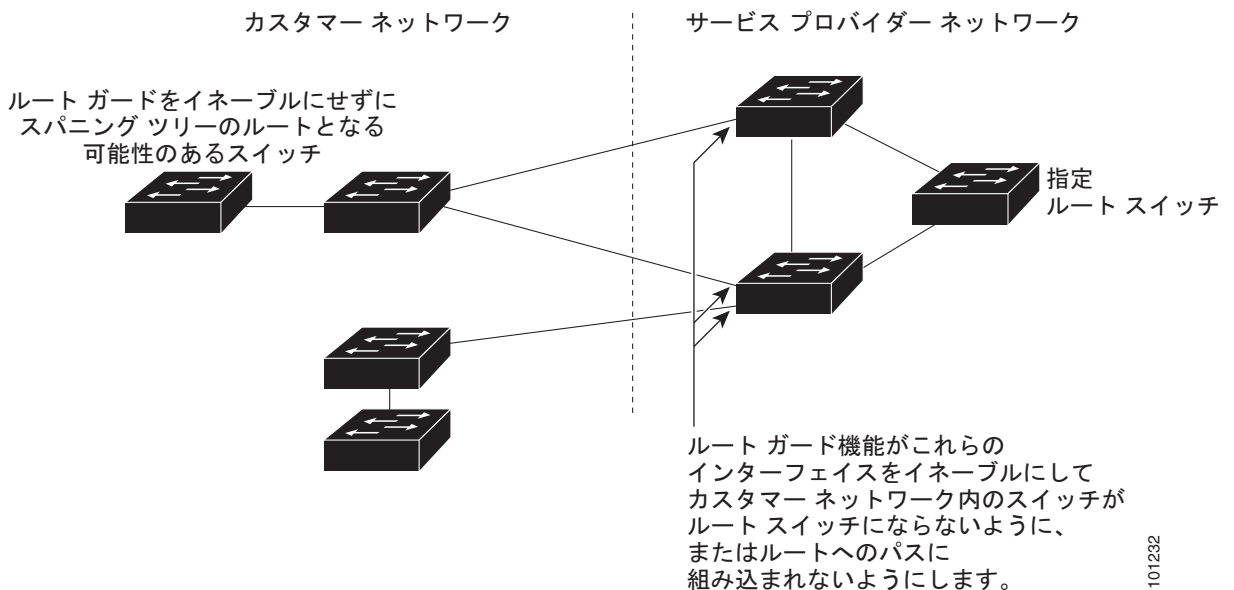 カスタマー ネットワーク
サービス プロバイダー ネットワーク
ルート ガードをイネーブルにせずに
スパニング ツリーのルートとなる
可能性のあるスイッチ
指定
ルート スイッチ
ルート ガード機能がこれらの
インターフェイスをイネーブルにして
カスタマー ネットワーク内のスイッチが
ルート スイッチにならないように、
またはルートへのパスに
組み込まれないようにします。
101232